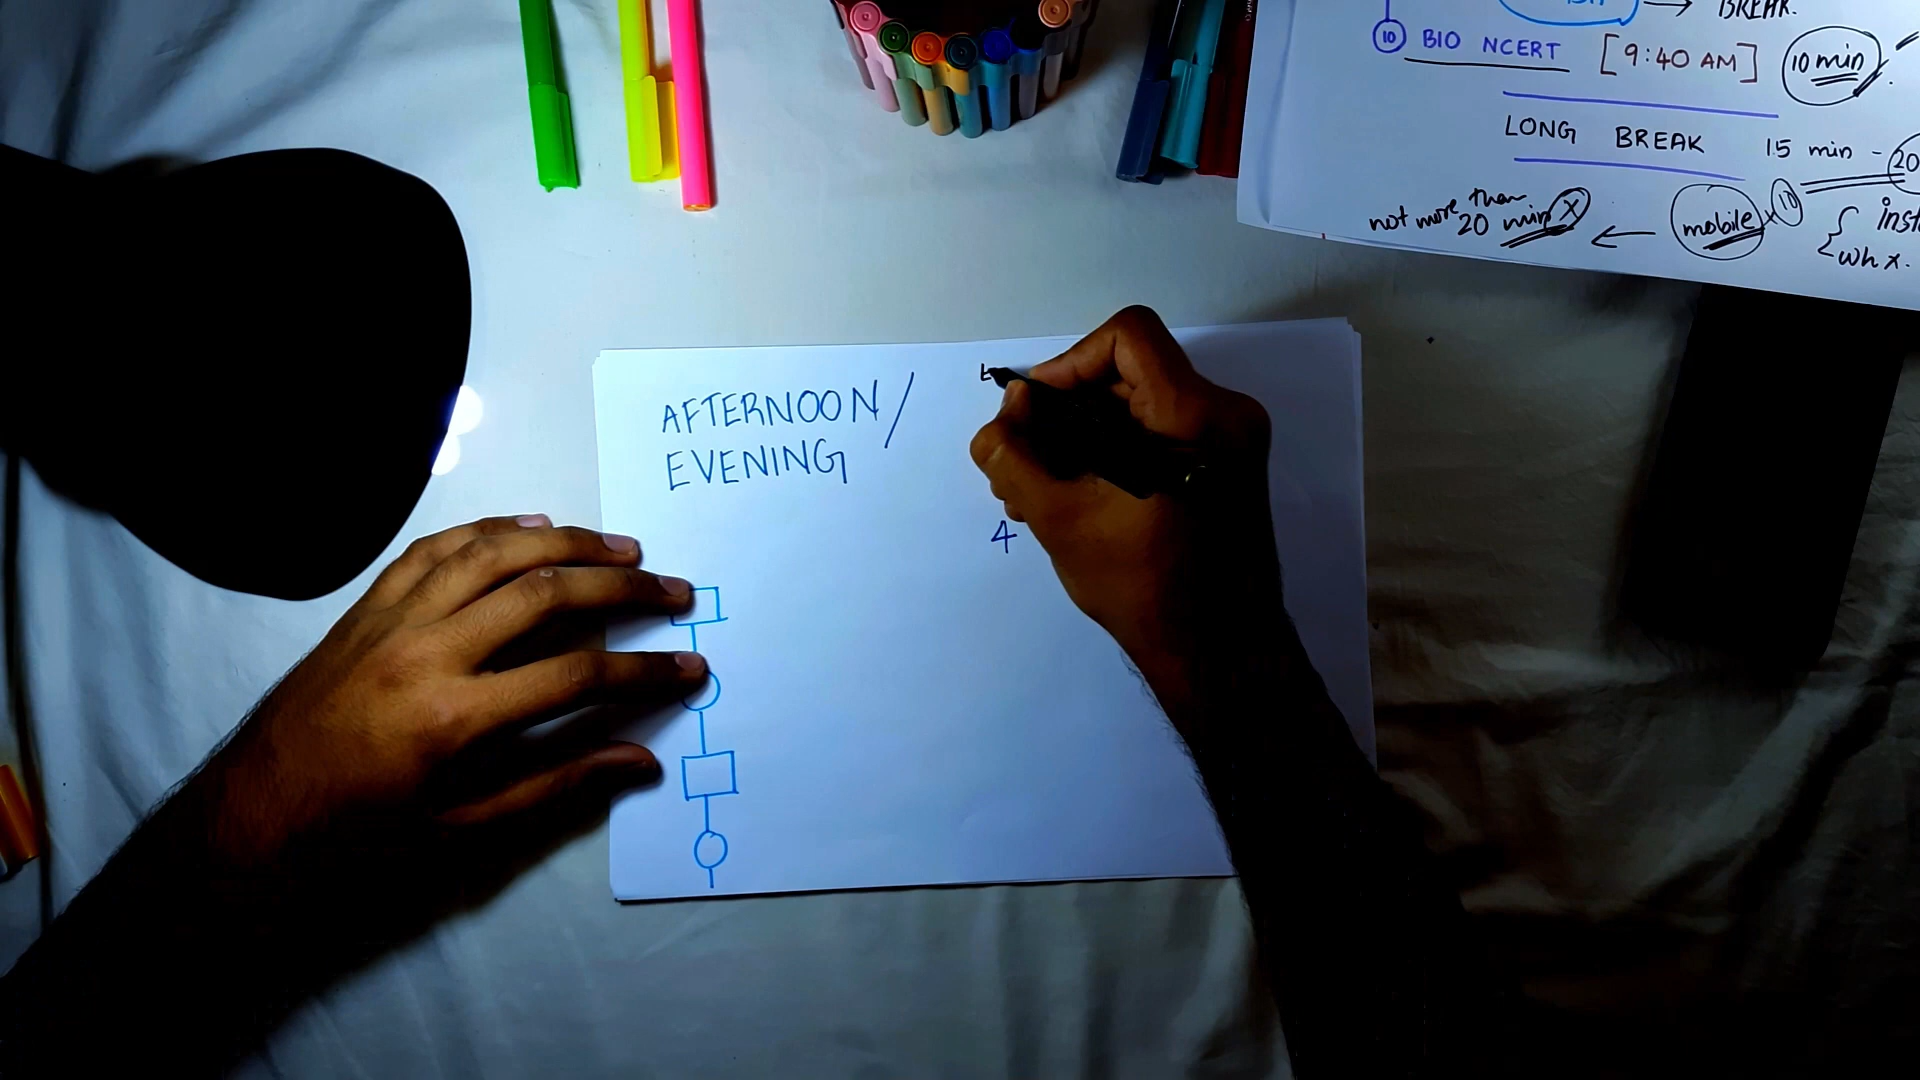 BREAK.
10 BIO NCERT [9:40 AM] 10 min
LONG BREAK 15 min - 20
not more than
20 min X ← mobile x 10 { inst
wh x.
AFTERNOON/
EVENING
4